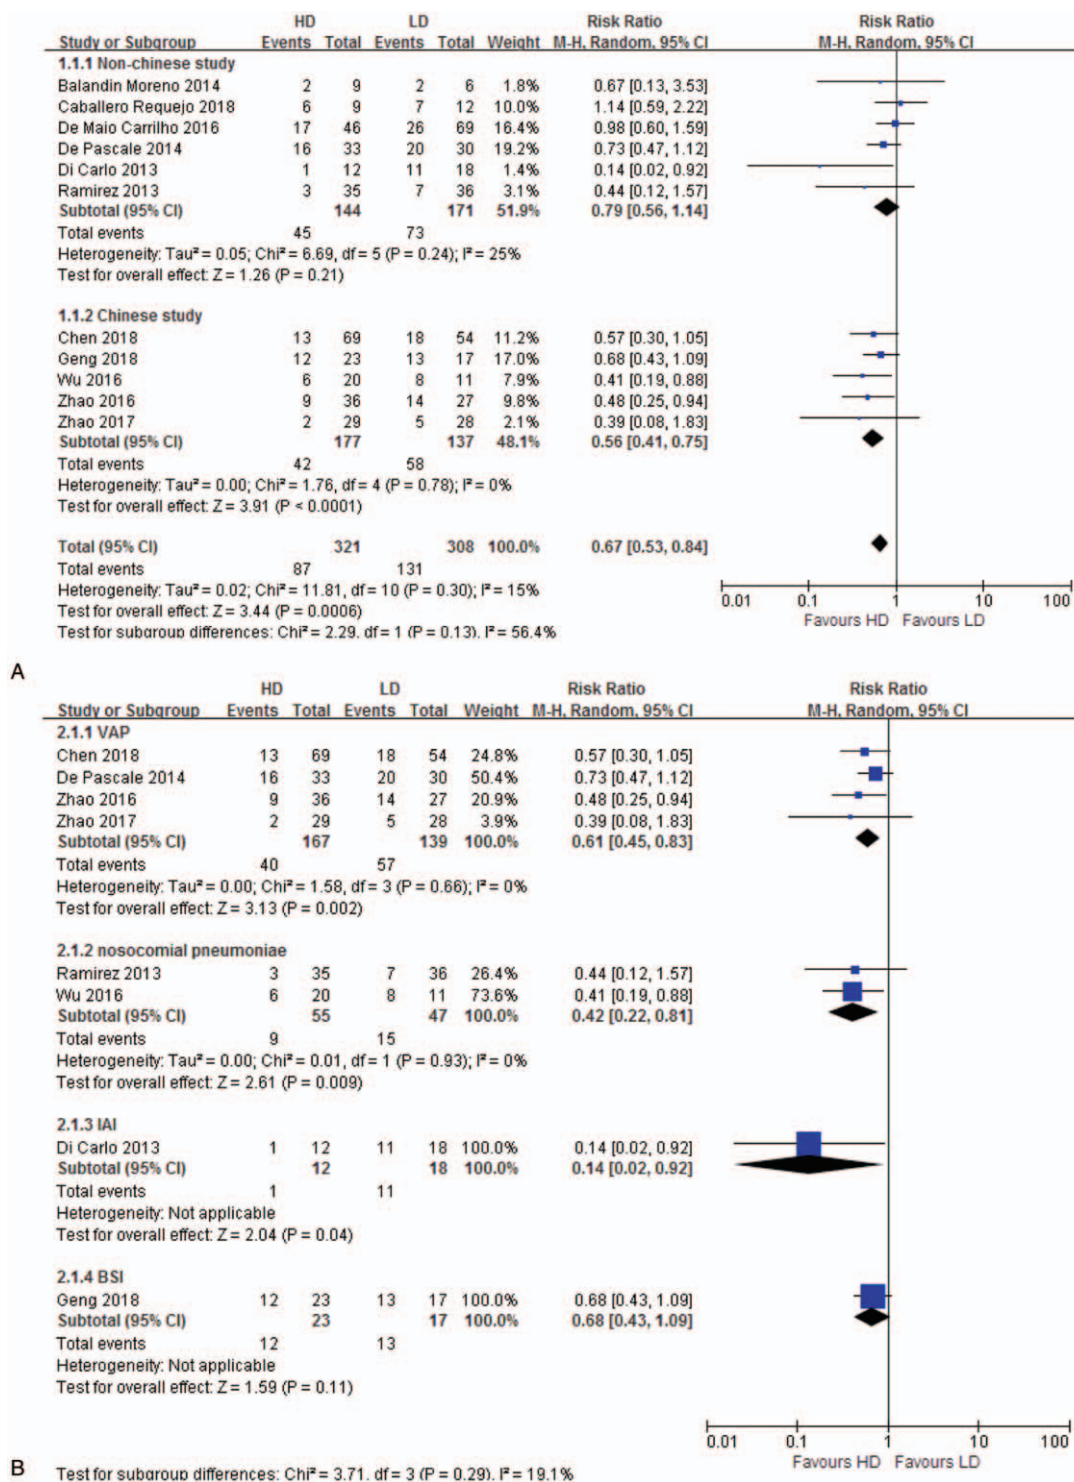 HD LD Risk Ratio Risk Ratio
Study or Subgroup Events Total Events Total Weight M-H, Random, 95% CI M-H, Random, 95% CI
1.1.1 Non-chinese study
Balandin Moreno 2014 2 9 2 6 1.8% 0.67 [0.13, 3.53]
Caballero Requejo 2018 6 9 7 12 10.0% 1.14 [0.59, 2.22]
De Maio Carrilho 2016 17 46 26 69 16.4% 0.98 [0.60, 1.59]
De Pascale 2014 16 33 20 30 19.2% 0.73 [0.47, 1.12]
Di Carlo 2013 1 12 11 18 1.4% 0.14 [0.02, 0.92]
Ramirez 2013 3 35 7 36 3.1% 0.44 [0.12, 1.57]
Subtotal (95% CI) 144 171 51.9% 0.79 [0.56, 1.14]
Total events 45 73
Heterogeneity: Tau² = 0.05; Chi² = 6.69, df = 5 (P = 0.24); I² = 25%
Test for overall effect: Z = 1.26 (P = 0.21)
1.1.2 Chinese study
Chen 2018 13 69 18 54 11.2% 0.57 [0.30, 1.05]
Geng 2018 12 23 13 17 17.0% 0.68 [0.43, 1.09]
Wu 2016 6 20 8 11 7.9% 0.41 [0.19, 0.88]
Zhao 2016 9 36 14 27 9.8% 0.48 [0.25, 0.94]
Zhao 2017 2 29 5 28 2.1% 0.39 [0.08, 1.83]
Subtotal (95% CI) 177 137 48.1% 0.56 [0.41, 0.75]
Total events 42 58
Heterogeneity: Tau² = 0.00; Chi² = 1.76, df = 4 (P = 0.78); I² = 0%
Test for overall effect: Z = 3.91 (P < 0.0001)
Total (95% CI) 321 308 100.0% 0.67 [0.53, 0.84]
Total events 87 131
Heterogeneity: Tau² = 0.02; Chi² = 11.81, df = 10 (P = 0.30); I² = 15%
Test for overall effect: Z = 3.44 (P = 0.0006)
Test for subgroup differences: Chi² = 2.29, df = 1 (P = 0.13), I² = 56.4%
0.01 0.1 1 10 100
Favours HD Favours LD
A
HD LD Risk Ratio Risk Ratio
Study or Subgroup Events Total Events Total Weight M-H, Random, 95% CI M-H, Random, 95% CI
2.1.1 VAP
Chen 2018 13 69 18 54 24.8% 0.57 [0.30, 1.05]
De Pascale 2014 16 33 20 30 50.4% 0.73 [0.47, 1.12]
Zhao 2016 9 36 14 27 20.9% 0.48 [0.25, 0.94]
Zhao 2017 2 29 5 28 3.9% 0.39 [0.08, 1.83]
Subtotal (95% CI) 167 139 100.0% 0.61 [0.45, 0.83]
Total events 40 57
Heterogeneity: Tau² = 0.00; Chi² = 1.58, df = 3 (P = 0.66); I² = 0%
Test for overall effect: Z = 3.13 (P = 0.002)
2.1.2 nosocomial pneumoniae
Ramirez 2013 3 35 7 36 26.4% 0.44 [0.12, 1.57]
Wu 2016 6 20 8 11 73.6% 0.41 [0.19, 0.88]
Subtotal (95% CI) 55 47 100.0% 0.42 [0.22, 0.81]
Total events 9 15
Heterogeneity: Tau² = 0.00; Chi² = 0.01, df = 1 (P = 0.93); I² = 0%
Test for overall effect: Z = 2.61 (P = 0.009)
2.1.3 IAI
Di Carlo 2013 1 12 11 18 100.0% 0.14 [0.02, 0.92]
Subtotal (95% CI) 12 18 100.0% 0.14 [0.02, 0.92]
Total events 1 11
Heterogeneity: Not applicable
Test for overall effect: Z = 2.04 (P = 0.04)
2.1.4 BSI
Geng 2018 12 23 13 17 100.0% 0.68 [0.43, 1.09]
Subtotal (95% CI) 23 17 100.0% 0.68 [0.43, 1.09]
Total events 12 13
Heterogeneity: Not applicable
Test for overall effect: Z = 1.59 (P = 0.11)
0.01 0.1 1 10 100
Favours HD Favours LD
B Test for subgroup differences: Chi² = 3.71, df = 3 (P = 0.29), I² = 19.1%